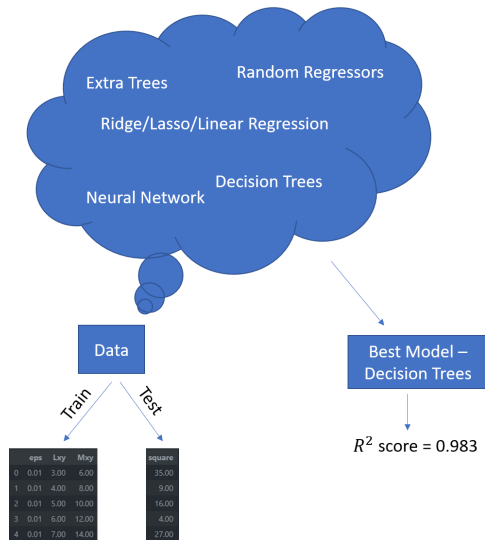 Extra Trees
Random Regressors
Ridge/Lasso/Linear Regression
Decision Trees
Neural Network
Data
Best Model –
Decision Trees
Train
Test
R² score = 0.983
eps Lxy Mxy
0 0.01 3.00 6.00
1 0.01 4.00 8.00
2 0.01 5.00 10.00
3 0.01 6.00 12.00
4 0.01 7.00 14.00
square
35.00
9.00
16.00
4.00
27.00